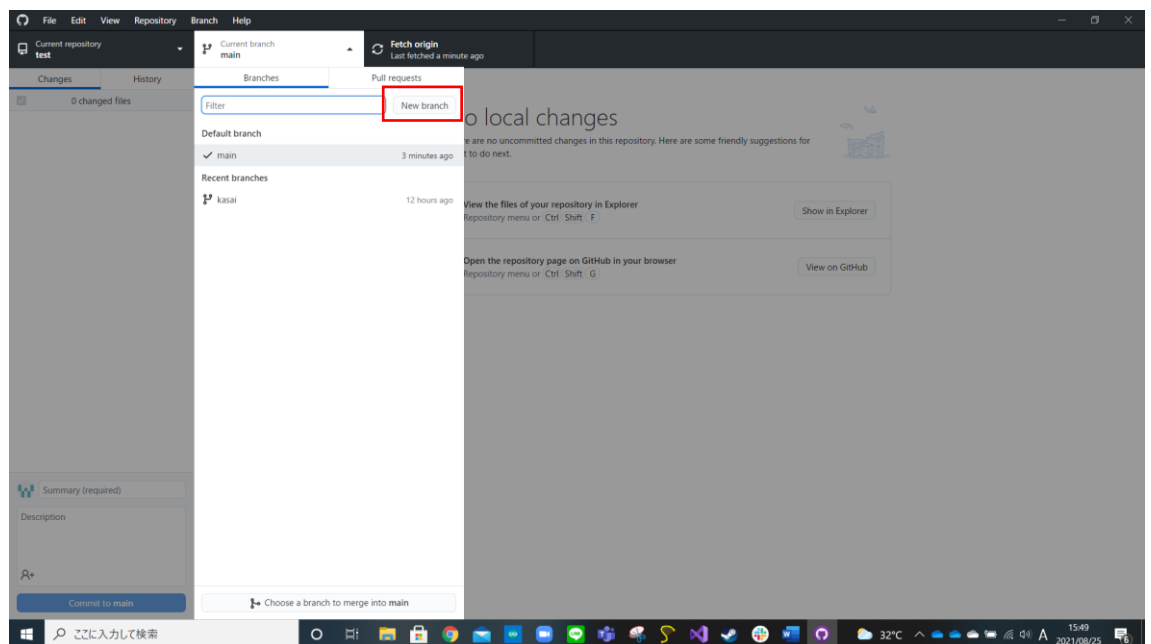 File Edit View Repository Branch Help
Current repository
test
Current branch
main
Fetch origin
Last fetched a minute ago
Changes History
0 changed files
Branches Pull requests
Filter
New branch
Default branch
main 3 minutes ago
Recent branches
kasai 12 hours ago
o local changes
re are no uncommitted changes in this repository. Here are some friendly suggestions for
t to do next.
View the files of your repository in Explorer
Repository menu or Ctrl Shift F
Show in Explorer
Open the repository page on GitHub in your browser
Repository menu or Ctrl Shift G
View on GitHub
Summary (required)
Description
Commit to main
Choose a branch to merge into main
ここに入力して検索
32°C
A
15:49
2021/08/25
6